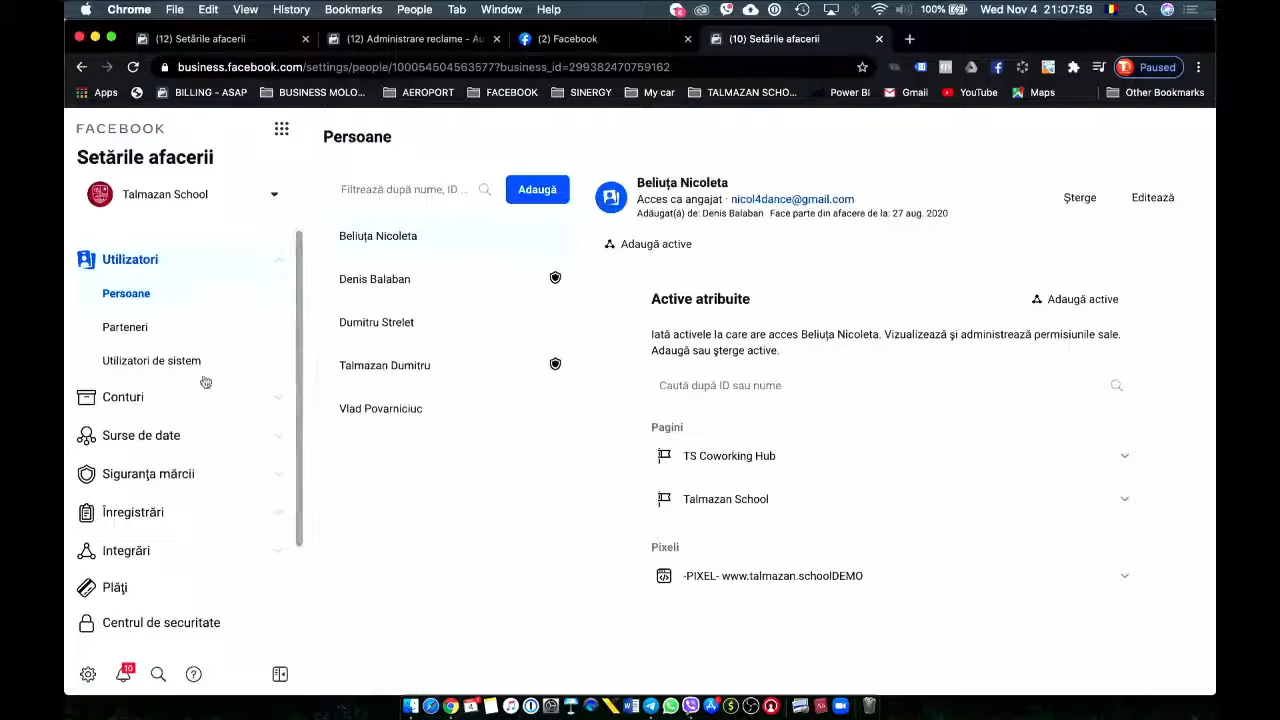 Chrome File Edit View History Bookmarks People Tab Window Help 100% Wed Nov 4 21:07:59
(12) Setările afacerii (12) Administrare reclame - Au (2) Facebook (10) Setările afacerii
business.facebook.com/settings/people/100054504563577?business_id=299382470759162 Paused
Apps BILLING - ASAP BUSINESS MOLO... AEROPORT FACEBOOK SINERGY My car TALMAZAN SCHO... Power BI Gmail YouTube Maps Other Bookmarks
FACEBOOK
Setările afacerii
Talmazan School
Utilizatori
Persoane
Parteneri
Utilizatori de sistem
Conturi
Surse de date
Siguranța mărcii
Înregistrări
Integrări
Plăți
Centrul de securitate
10
Persoane
Filtrează după nume, ID ... Adaugă
Beliuța Nicoleta
Denis Balaban
Dumitru Strelet
Talmazan Dumitru
Vlad Povarniciuc
Beliuța Nicoleta
Acces ca angajat · nicol4dance@gmail.com
Adăugat(ă) de: Denis Balaban Face parte din afacere de la: 27 aug. 2020
Șterge Editează
Adaugă active
Active atribuite Adaugă active
Iată activele la care are acces Beliuța Nicoleta. Vizualizează și administrează permisiunile sale.
Adaugă sau șterge active.
Caută după ID sau nume
Pagini
TS Coworking Hub
Talmazan School
Pixeli
-PIXEL- www.talmazan.schoolDEMO